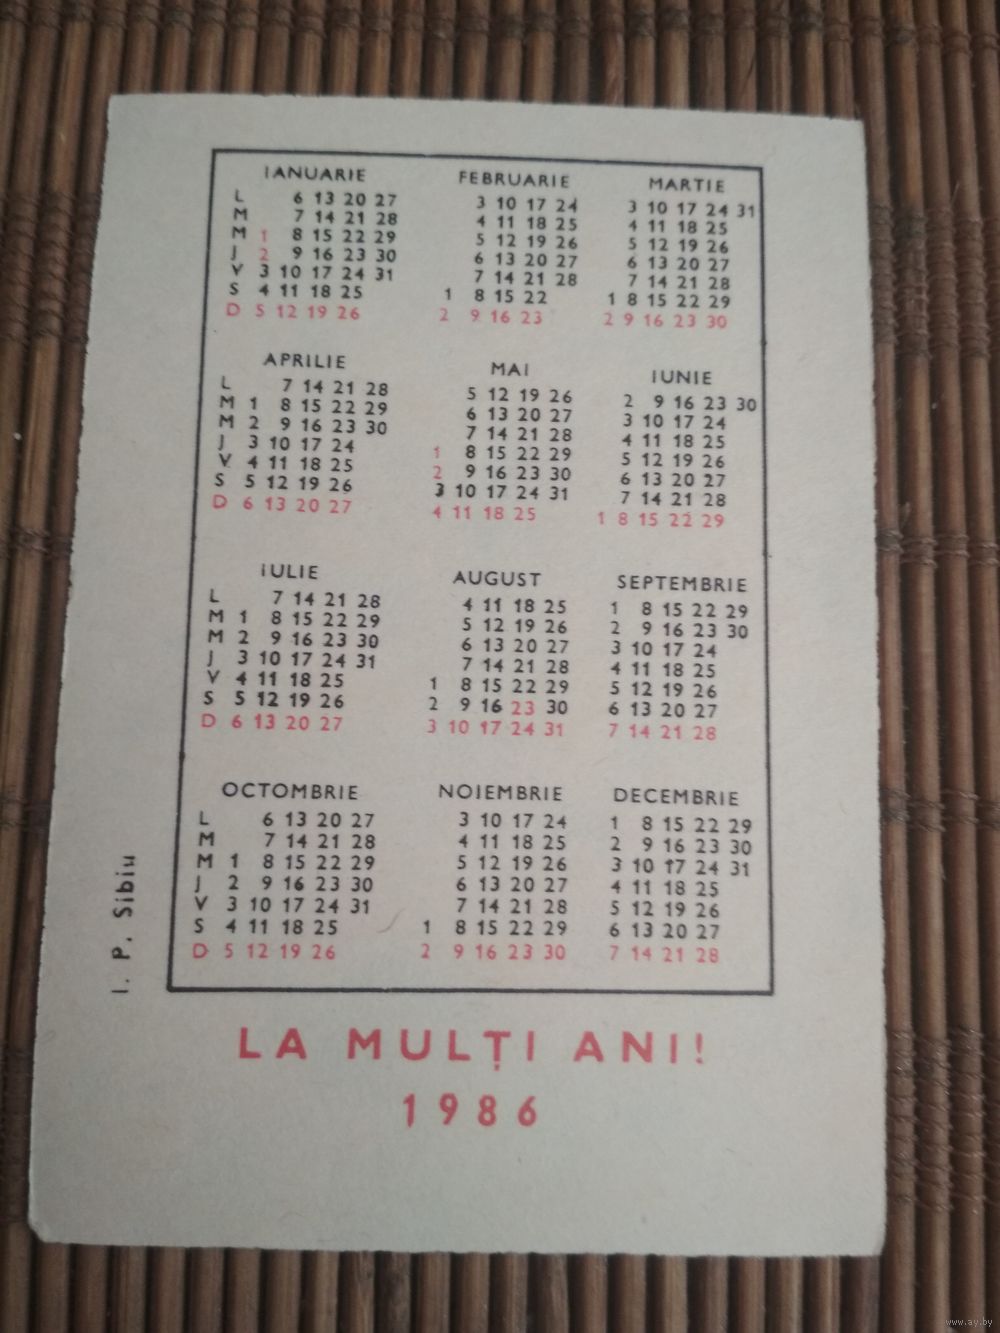 IANUARIE
L 6 13 20 27
M 7 14 21 28
M 1 8 15 22 29
J 2 9 16 23 30
V 3 10 17 24 31
S 4 11 18 25
D 5 12 19 26
FEBRUARIE
3 10 17 24
4 11 18 25
5 12 19 26
6 13 20 27
7 14 21 28
1 8 15 22
2 9 16 23
MARTIE
3 10 17 24 31
4 11 18 25
5 12 19 26
6 13 20 27
7 14 21 28
1 8 15 22 29
2 9 16 23 30
APRILIE
L 7 14 21 28
M 1 8 15 22 29
M 2 9 16 23 30
J 3 10 17 24
V 4 11 18 25
S 5 12 19 26
D 6 13 20 27
MAI
5 12 19 26
6 13 20 27
7 14 21 28
1 8 15 22 29
2 9 16 23 30
3 10 17 24 31
4 11 18 25
IUNIE
2 9 16 23 30
3 10 17 24
4 11 18 25
5 12 19 26
6 13 20 27
7 14 21 28
1 8 15 22 29
IULIE
L 7 14 21 28
M 1 8 15 22 29
M 2 9 16 23 30
J 3 10 17 24 31
V 4 11 18 25
S 5 12 19 26
D 6 13 20 27
AUGUST
4 11 18 25
5 12 19 26
6 13 20 27
7 14 21 28
1 8 15 22 29
2 9 16 23 30
3 10 17 24 31
SEPTEMBRIE
1 8 15 22 29
2 9 16 23 30
3 10 17 24
4 11 18 25
5 12 19 26
6 13 20 27
7 14 21 28
OCTOMBRIE
L 6 13 20 27
M 7 14 21 28
M 1 8 15 22 29
J 2 9 16 23 30
V 3 10 17 24 31
S 4 11 18 25
D 5 12 19 26
NOIEMBRIE
3 10 17 24
4 11 18 25
5 12 19 26
6 13 20 27
7 14 21 28
1 8 15 22 29
2 9 16 23 30
DECEMBRIE
1 8 15 22 29
2 9 16 23 30
3 10 17 24 31
4 11 18 25
5 12 19 26
6 13 20 27
7 14 21 28
I. P. Sibiu
LA MULȚI ANI!
1986
www.ay.by